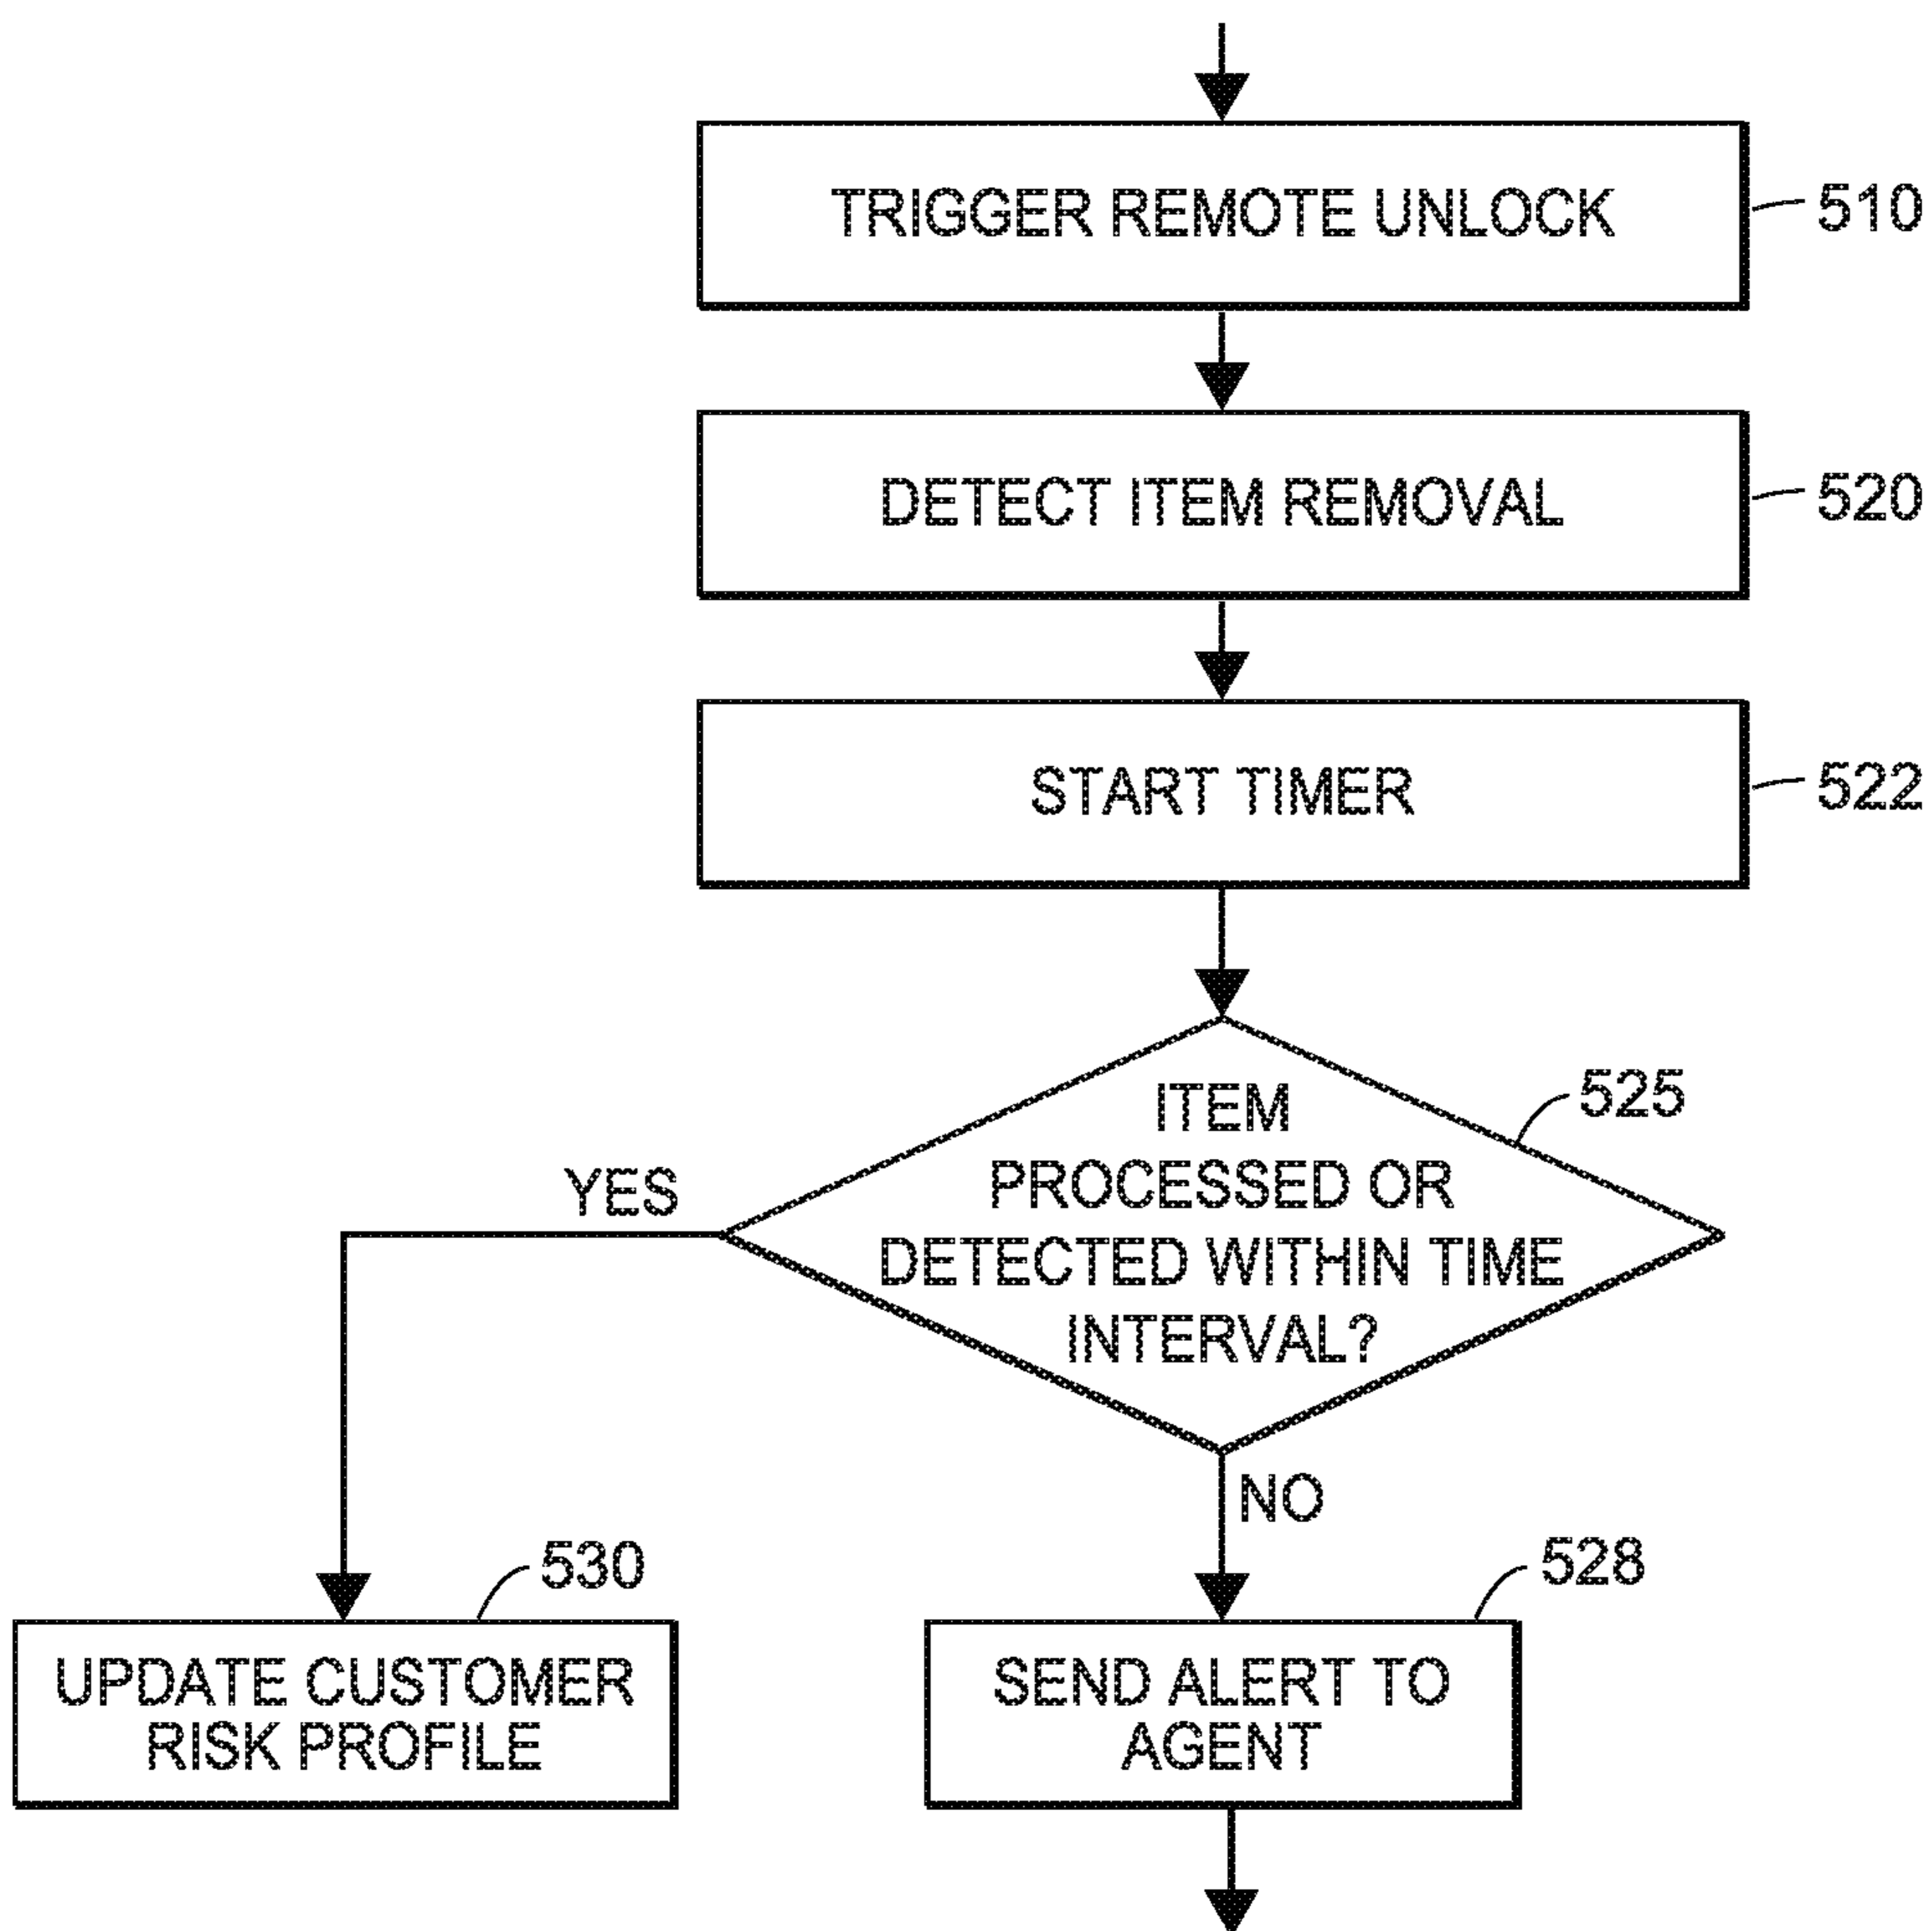 TRIGGER REMOTE UNLOCK
510
DETECT ITEM REMOVAL
520
START TIMER
522
ITEM
PROCESSED OR
DETECTED WITHIN TIME
INTERVAL?
525
YES
NO
530
UPDATE CUSTOMER
RISK PROFILE
528
SEND ALERT TO
AGENT